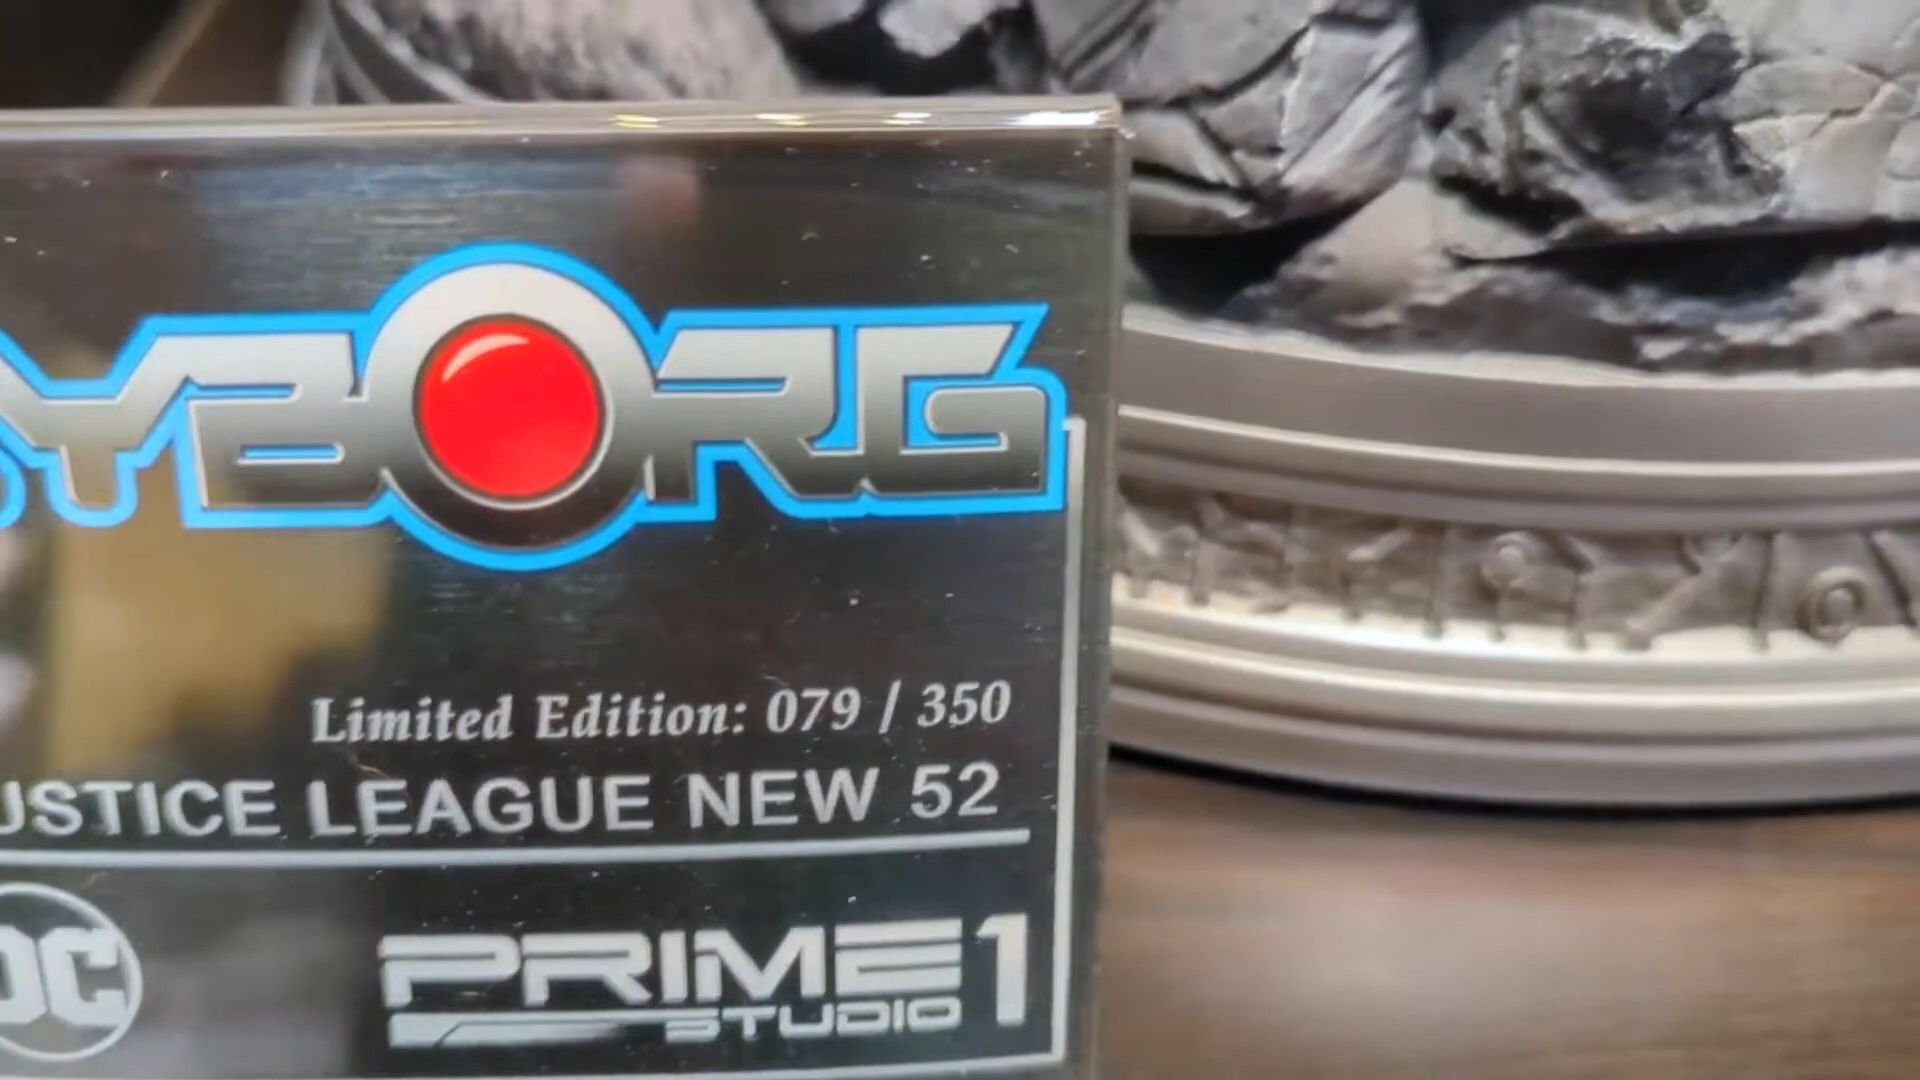 YBORG
Limited Edition: 079 / 350
USTICE LEAGUE NEW 52
DC
PRIME 1
STUDIO